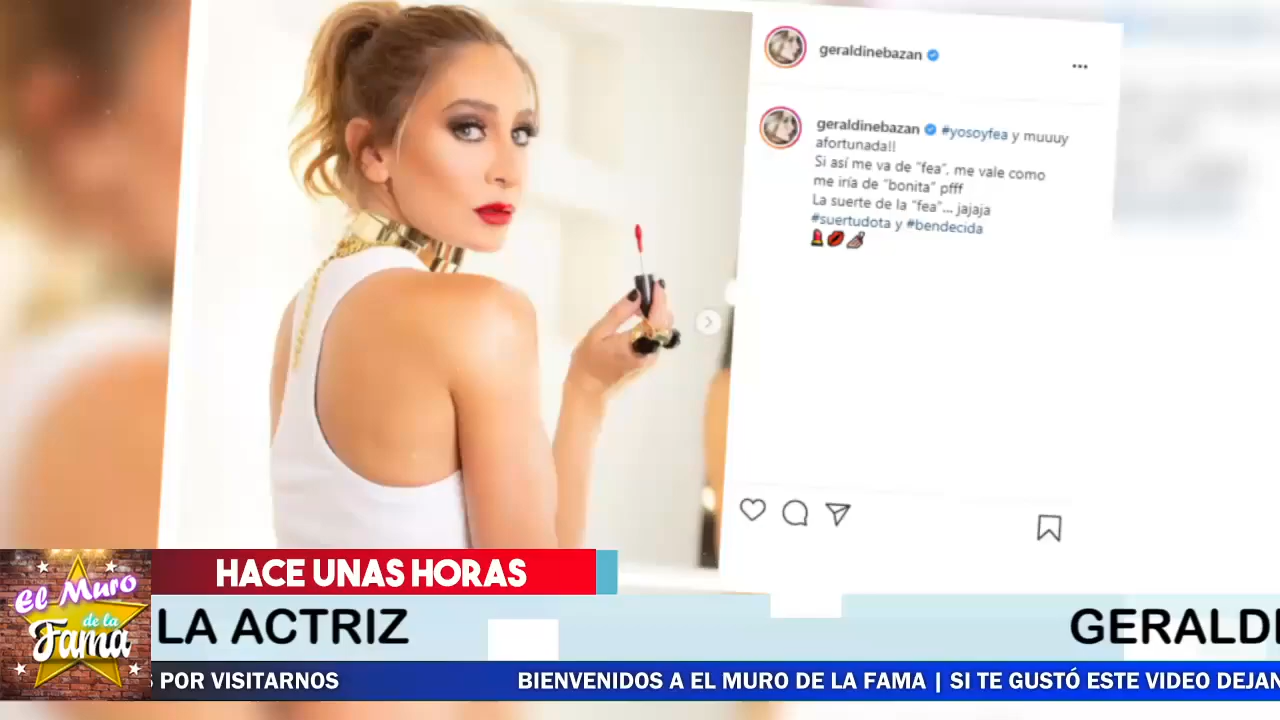 geraldinebazan
geraldinebazan #yosoyfea y muuuy
afortunada!!
Si así me va de "fea", me vale como
me iría de "bonita" pfff
La suerte de la "fea"... jajaja
#suertudota y #bendecida
HACE UNAS HORAS
El Muro
de la
Fama
LA ACTRIZ GERALDI
S POR VISITARNOS BIENVENIDOS A EL MURO DE LA FAMA | SI TE GUSTÓ ESTE VIDEO DEJAN